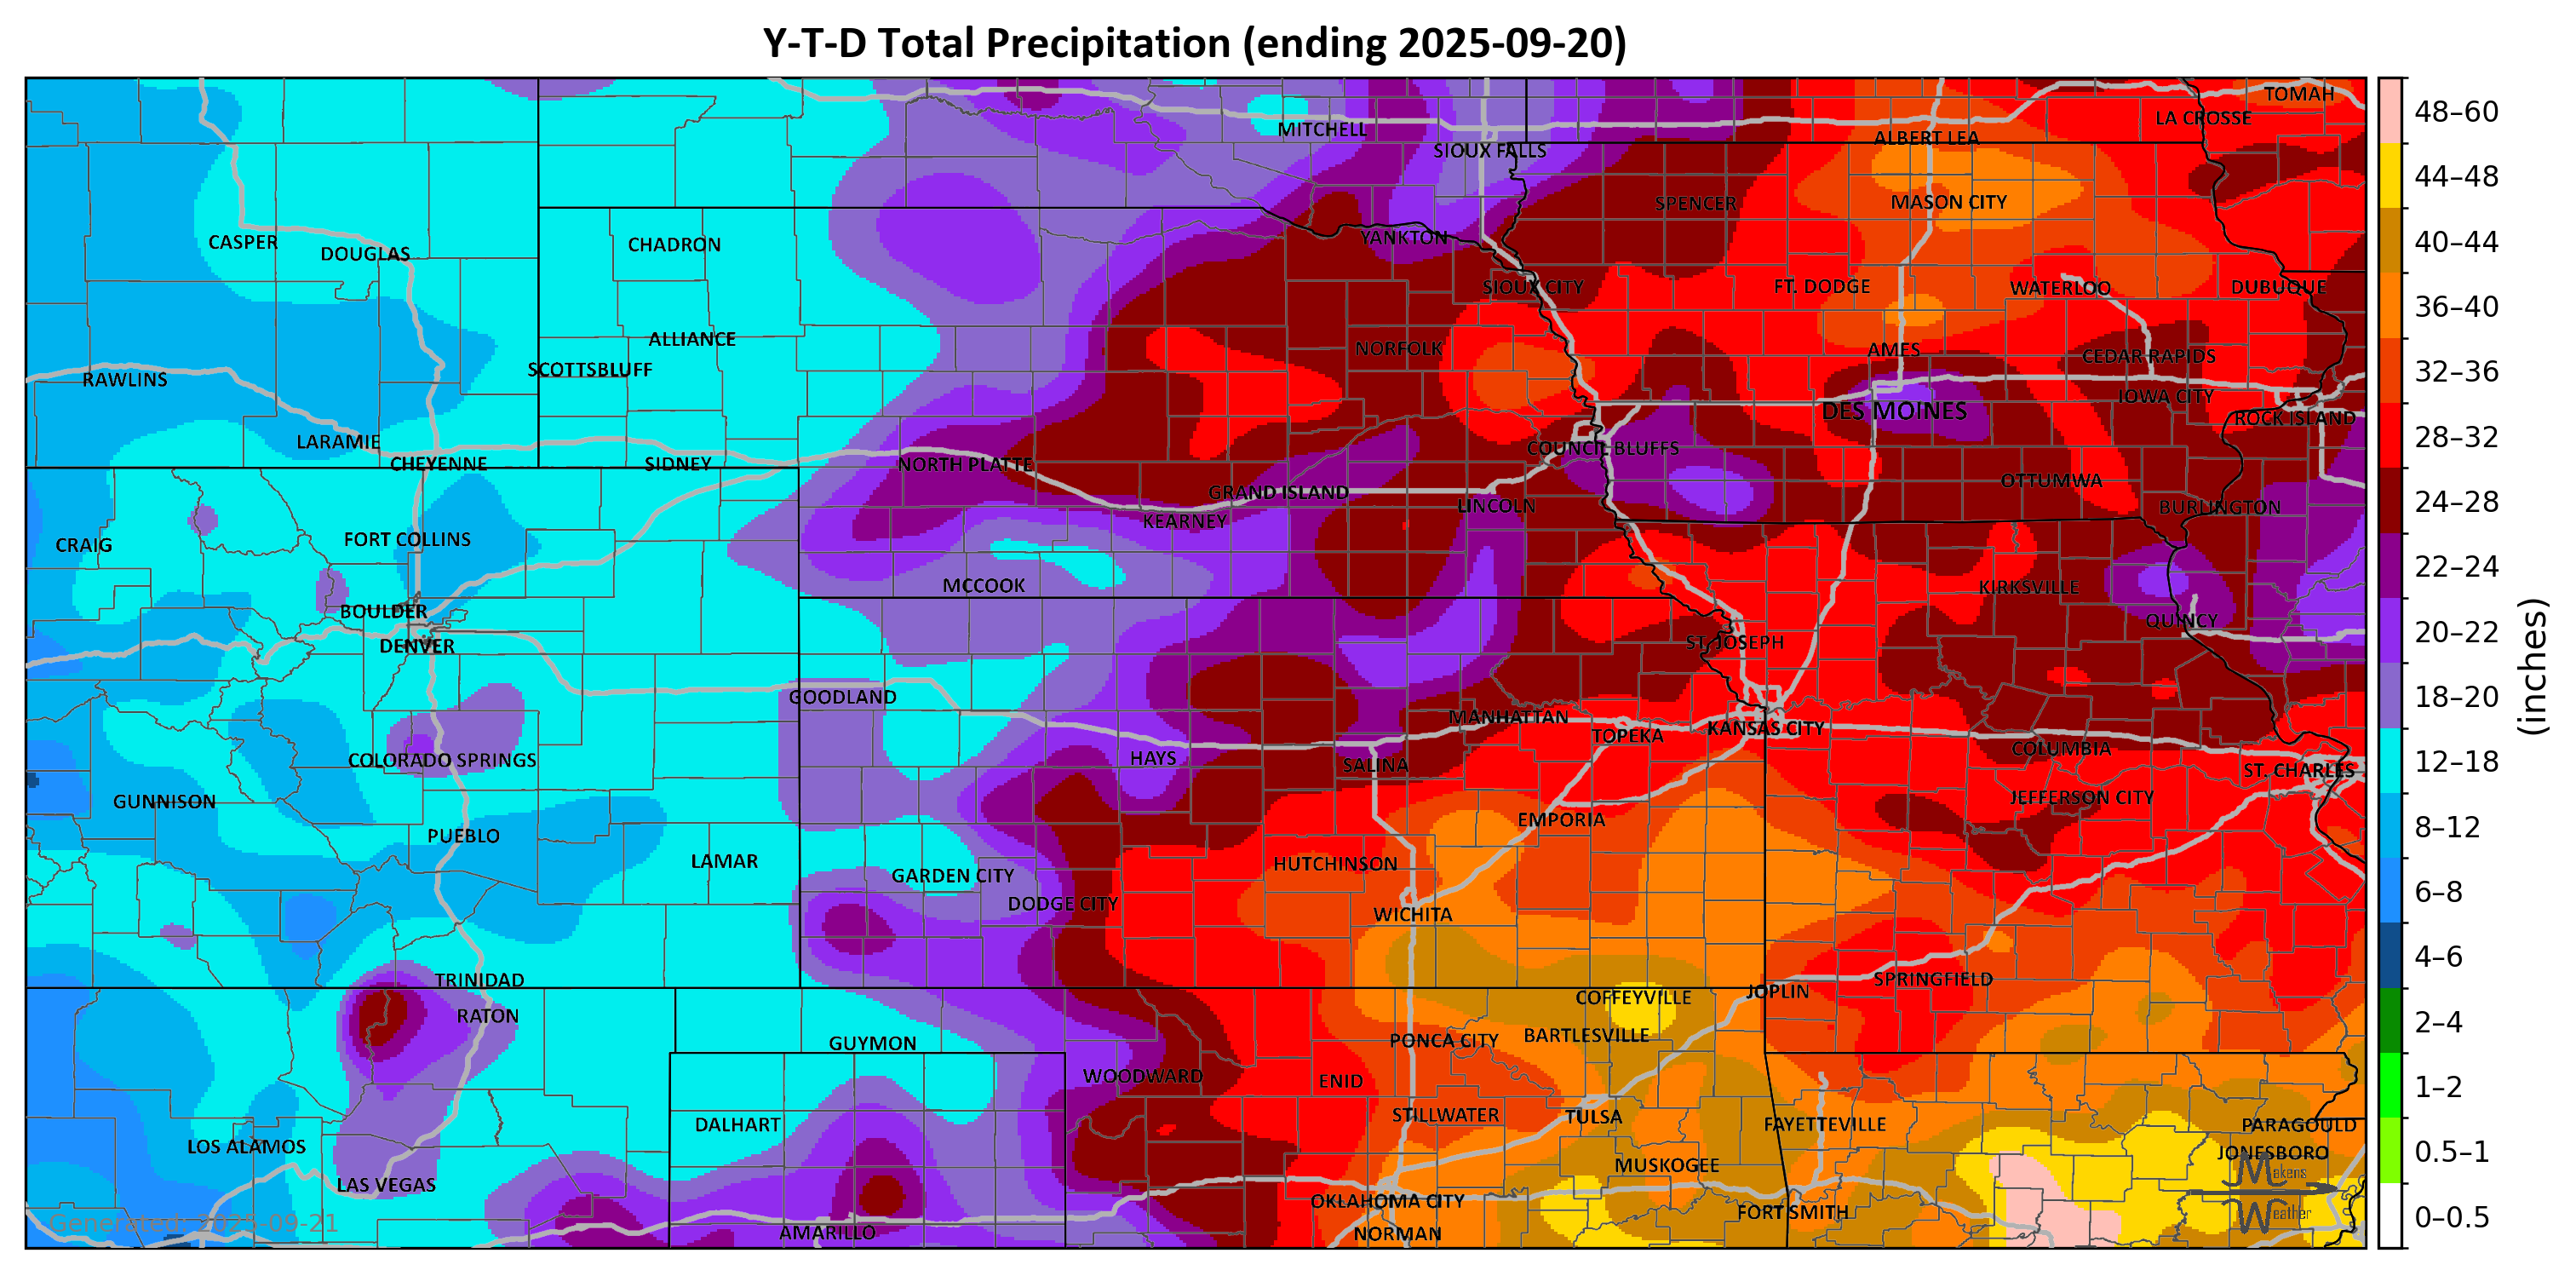 Y-T-D Total Precipitation (ending 2025-09-20)
TOMAH
LA CROSSE
MITCHELL
ALBERT LEA
SIOUX FALLS
SPENCER
MASON CITY
CASPER
CHADRON
YANKTON
DOUGLAS
SIOUX CITY
FT. DODGE
WATERLOO
DUBUQUE
ALLIANCE
NORFOLK
AMES
CEDAR RAPIDS
SCOTTSBLUFF
RAWLINS
IOWA CITY
DES MOINES
ROCK ISLAND
LARAMIE
COUNCIL BLUFFS
CHEYENNE
SIDNEY
NORTH PLATTE
OTTUMWA
GRAND ISLAND
LINCOLN
BURLINGTON
KEARNEY
CRAIG
FORT COLLINS
MCCOOK
KIRKSVILLE
BOULDER
QUINCY
DENVER
ST. JOSEPH
GOODLAND
MANHATTAN
KANSAS CITY
TOPEKA
COLUMBIA
COLORADO SPRINGS
HAYS
SALINA
ST. CHARLES
GUNNISON
JEFFERSON CITY
EMPORIA
PUEBLO
LAMAR
HUTCHINSON
GARDEN CITY
DODGE CITY
WICHITA
TRINIDAD
SPRINGFIELD
JOPLIN
COFFEYVILLE
RATON
BARTLESVILLE
GUYMON
PONCA CITY
WOODWARD
ENID
STILLWATER
TULSA
DALHART
FAYETTEVILLE
PARAGOULD
LOS ALAMOS
JONESBORO
MUSKOGEE
LAS VEGAS
OKLAHOMA CITY
FORT SMITH
AMARILLO
NORMAN
Generated: 2025-09-21
Makens
Weather
48–60
44–48
40–44
36–40
32–36
28–32
24–28
22–24
20–22
18–20
12–18
8–12
6–8
4–6
2–4
1–2
0.5–1
0–0.5
(inches)